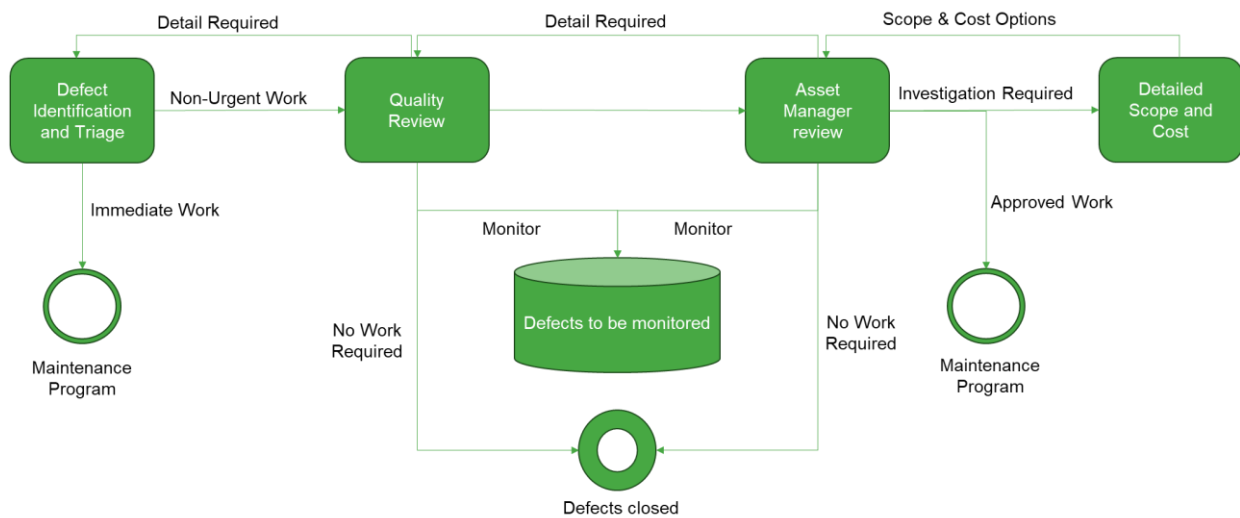 Detail Required
Detail Required
Scope & Cost Options
Defect
Identification
and Triage
Non-Urgent Work
Quality
Review
Asset
Manager
review
Investigation Required
Detailed
Scope and
Cost
Immediate Work
Approved Work
Monitor
Monitor
Defects to be monitored
No Work
Required
No Work
Required
Maintenance
Program
Maintenance
Program
Defects closed